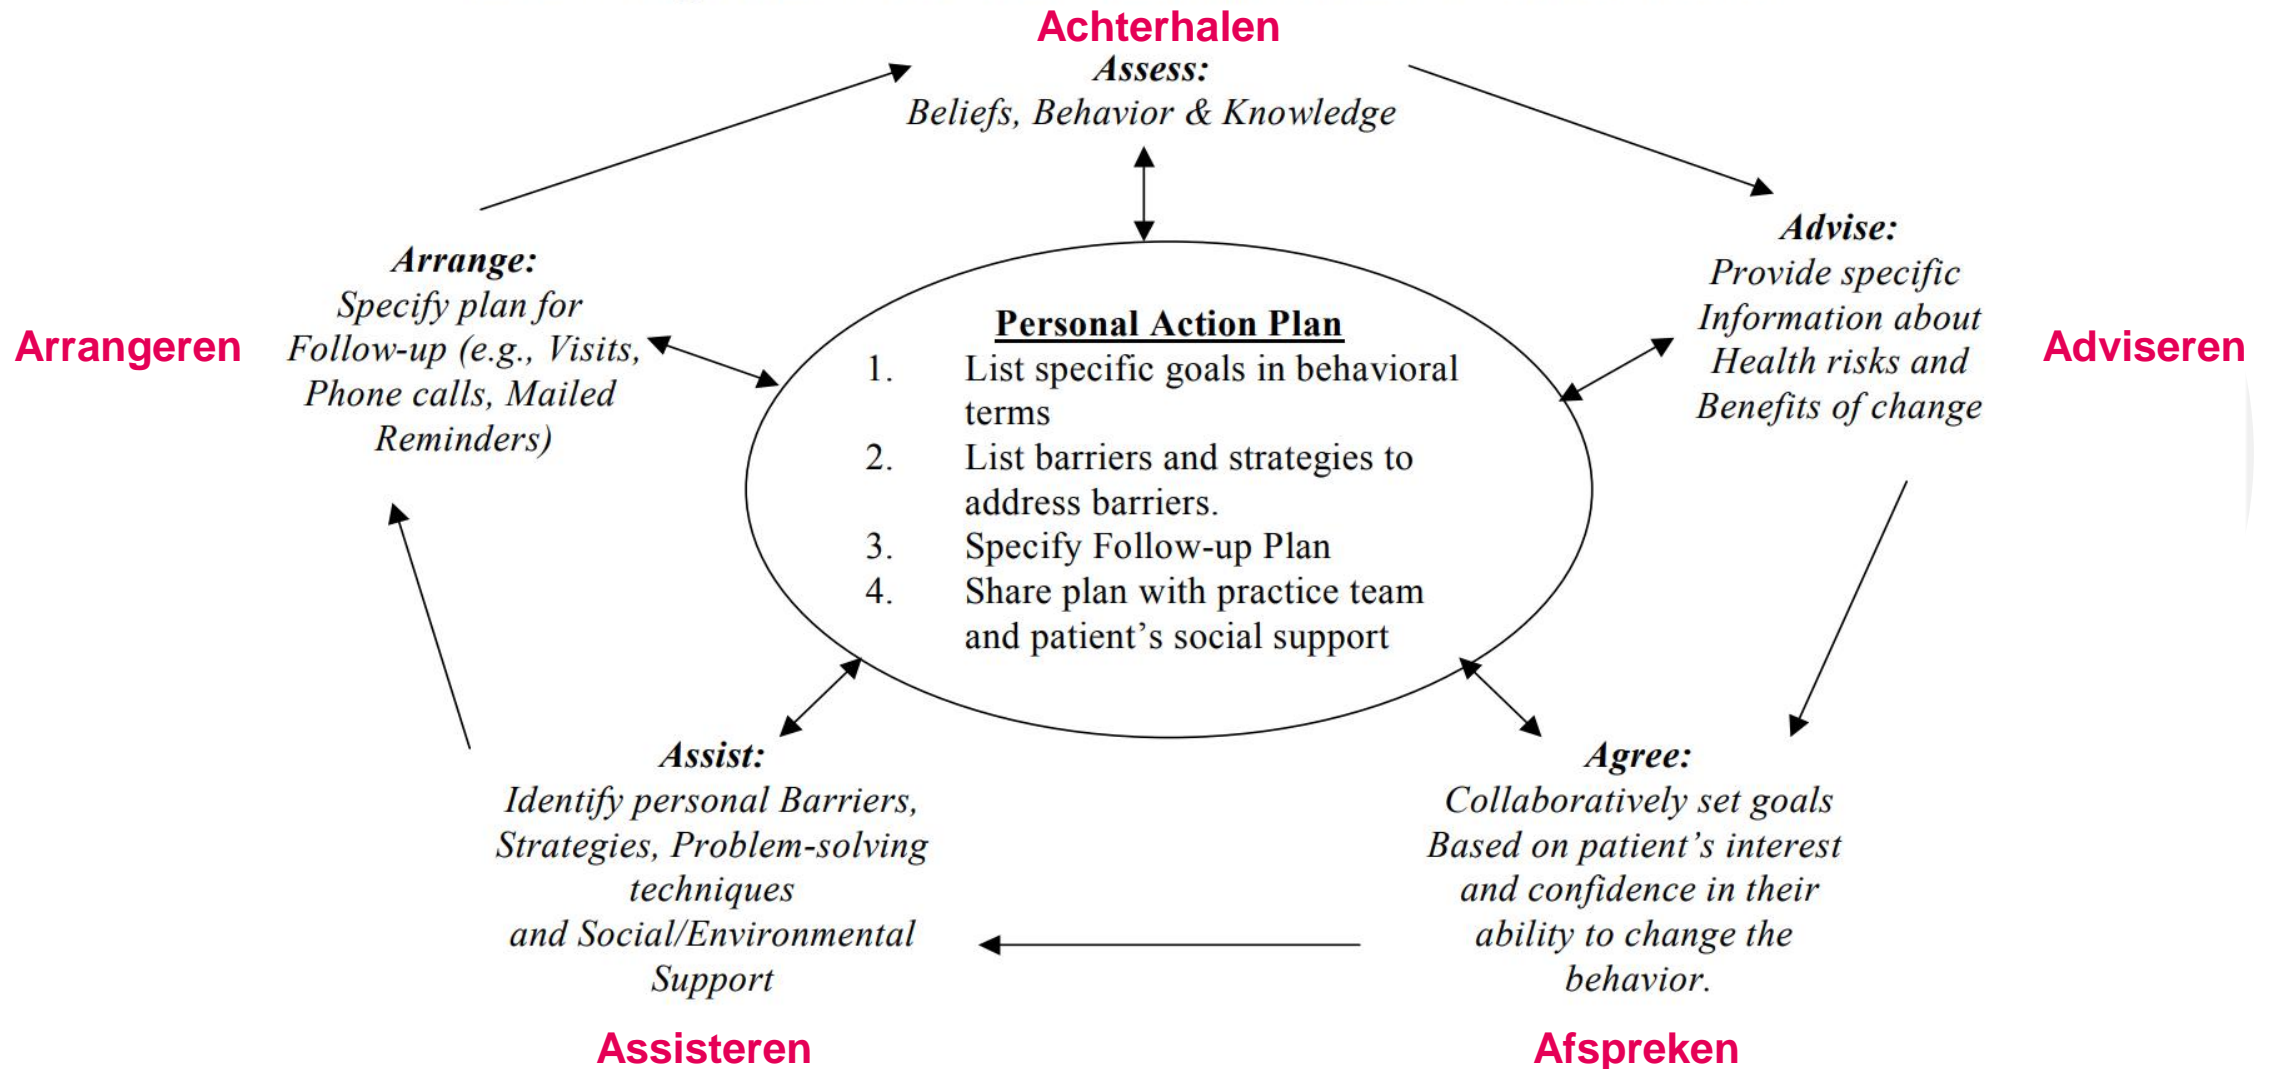 Achterhalen
Assess:
Beliefs, Behavior & Knowledge
Advise:
Provide specific
Information about
Health risks and
Benefits of change
Adviseren
Arrange:
Specify plan for
Follow-up (e.g., Visits,
Phone calls, Mailed
Reminders)
Arrangeren
Personal Action Plan
1. List specific goals in behavioral
terms
2. List barriers and strategies to
address barriers.
3. Specify Follow-up Plan
4. Share plan with practice team
and patient’s social support
Assist:
Identify personal Barriers,
Strategies, Problem-solving
techniques
and Social/Environmental
Support
Assisteren
Agree:
Collaboratively set goals
Based on patient’s interest
and confidence in their
ability to change the
behavior.
Afspreken